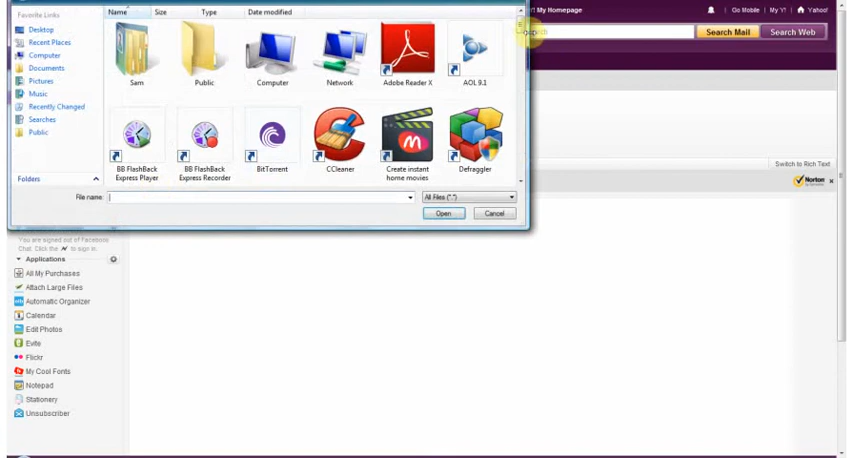 Favorite Links
Desktop
Recent Places
Computer
Documents
Pictures
Music
Recently Changed
Searches
Public
Folders
Name Size Type Date modified
Sam Public Computer Network Adobe Reader X AOL 9.1
BB FlashBack Express Player BB FlashBack Express Recorder BitTorrent CCleaner Create instant home movies Defraggler
File name: All Files (*.*)
Open Cancel
My Homepage Go Mobile | My Y! | Yahoo!
Search Mail Search Web
Switch to Rich Text
Norton
You are signed out of Facebook
Chat. Click the to sign in.
Applications
All My Purchases
Attach Large Files
Automatic Organizer
Calendar
Edit Photos
Evite
Flickr
My Cool Fonts
Notepad
Stationery
Unsubscriber